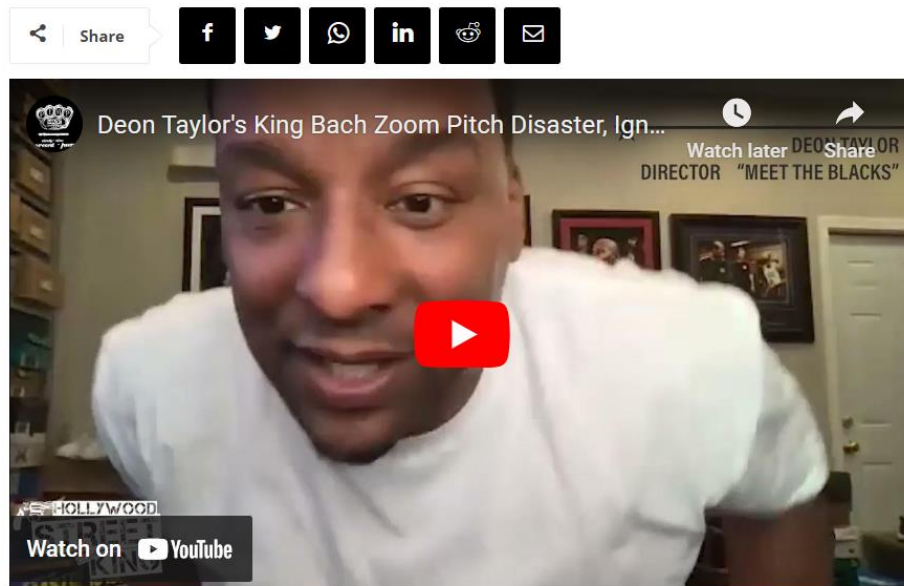 Share
f
in
Deon Taylor's King Bach Zoom Pitch Disaster, Ign...
Watch later
Share
DEON TAYLOR
DIRECTOR “MEET THE BLACKS”
HOLLYWOOD
STREET
KING
Watch on YouTube